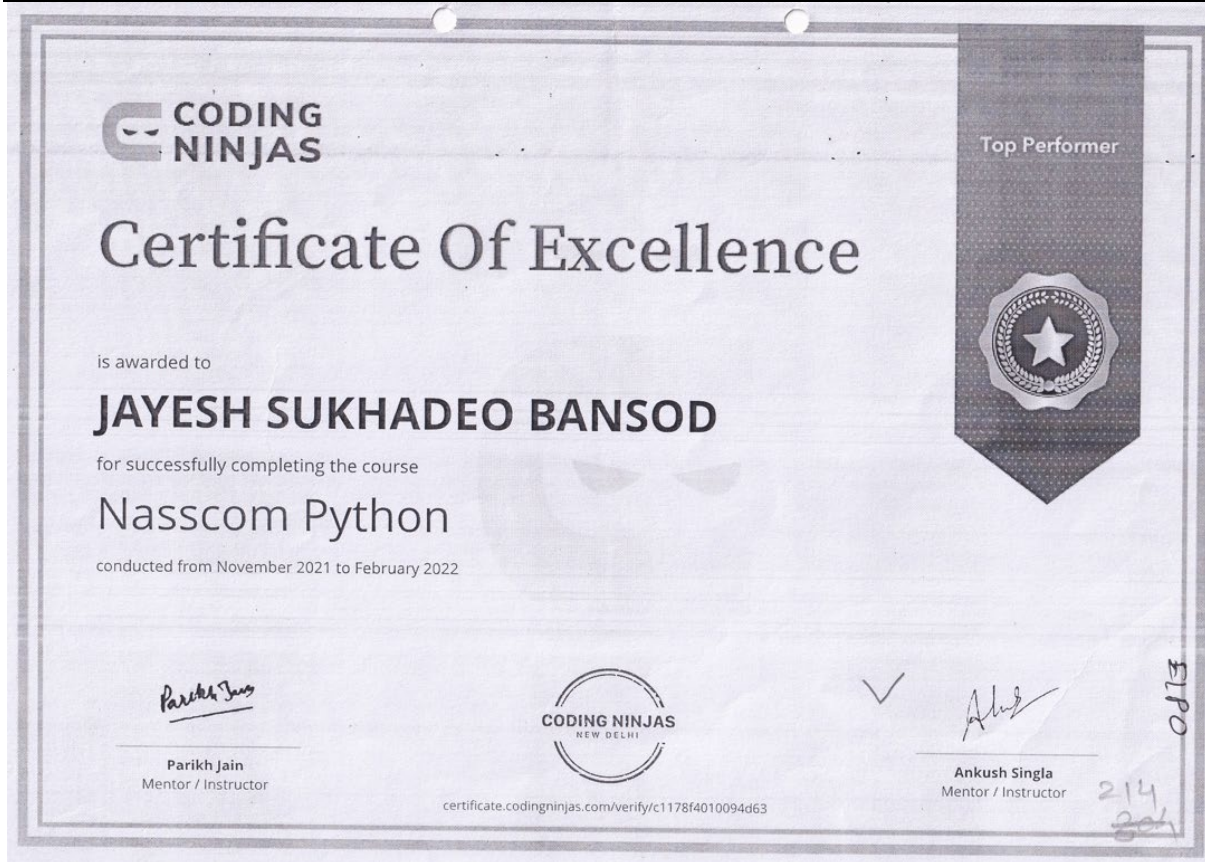 CODING
NINJAS
Top Performer
Certificate Of Excellence
is awarded to
JAYESH SUKHADEO BANSOD
for successfully completing the course
Nasscom Python
conducted from November 2021 to February 2022
Parikh Jain
CODING NINJAS
NEW DELHI
Parikh Jain
Mentor / Instructor
Ankush Singla
Mentor / Instructor
certificate.codingninjas.com/verify/c1178f4010094d63
214